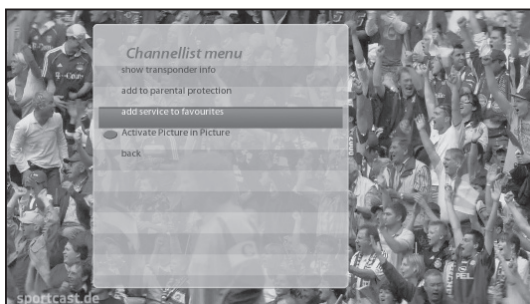 Channellist menu
show transponder info
add to parental protection
add service to favourites
Activate Picture in Picture
back
sportcast.de